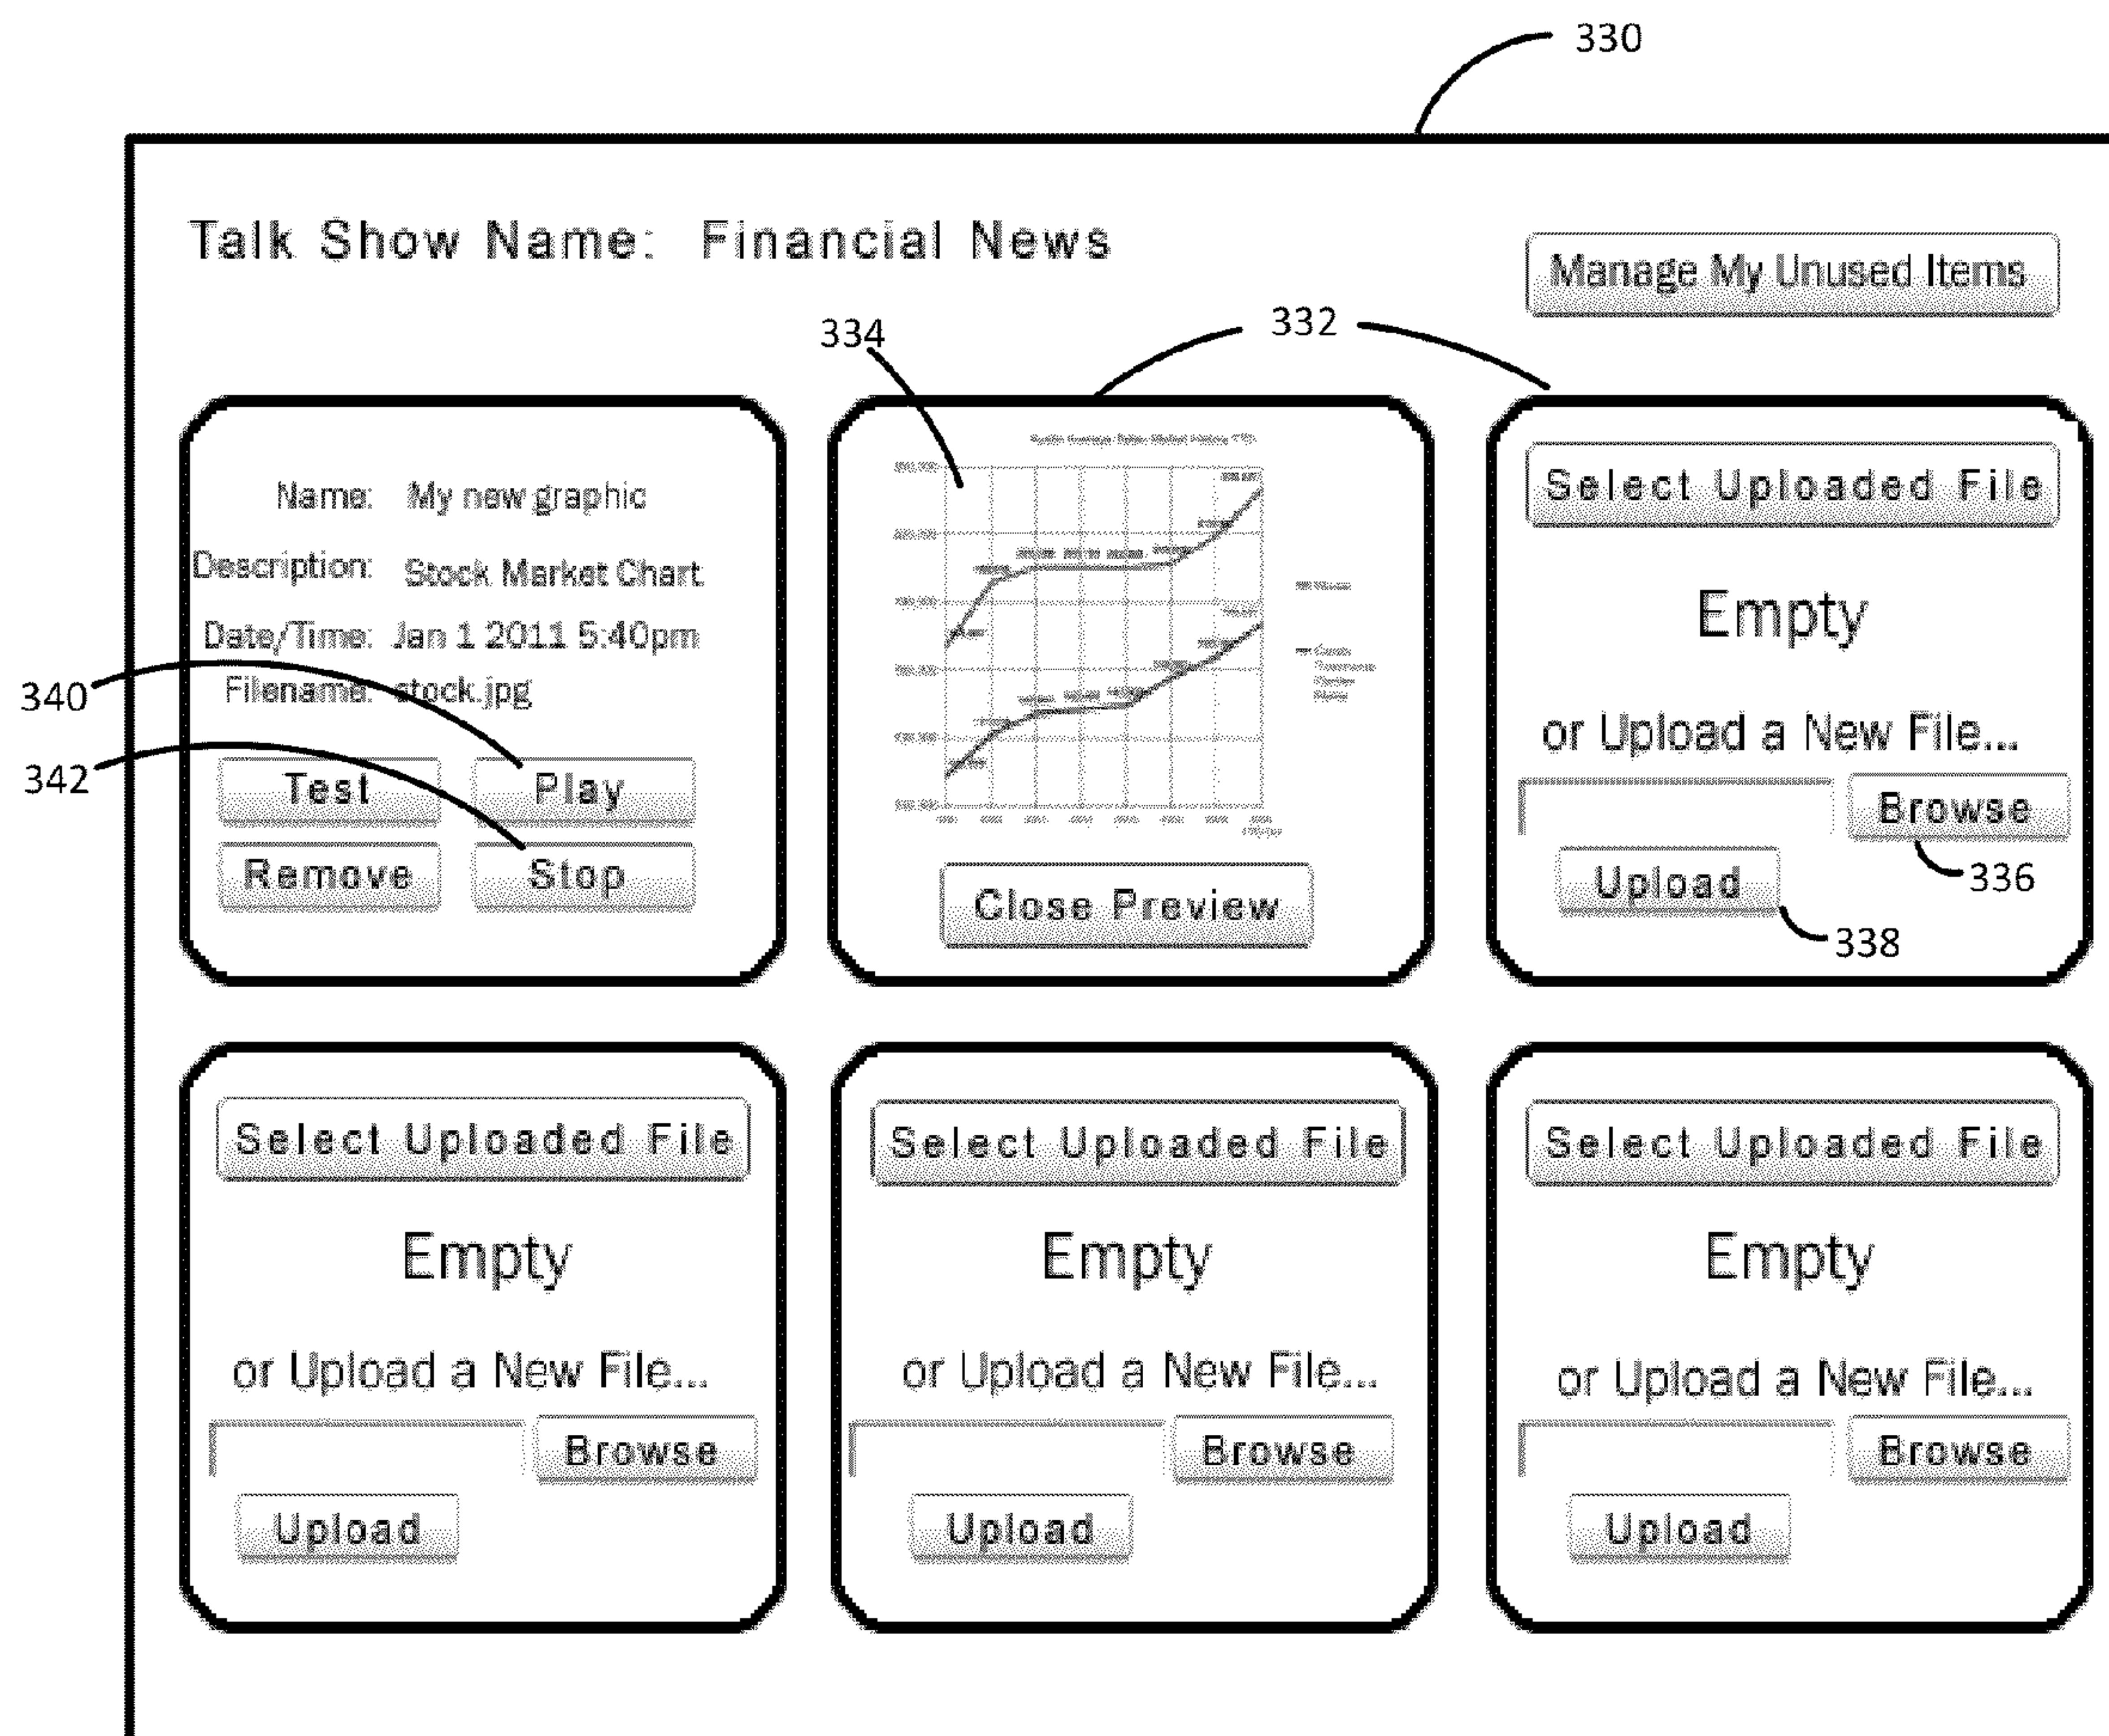 330
Talk Show Name: Financial News
Manage My Unused Items
334
332
Name: My new graphic
Description: Stock Market Chart
Date/Time: Jan 1 2011 5:40pm
Filename: stock.jpg
340
342
Test
Play
Remove
Stop
Close Preview
Select Uploaded File
Empty
or Upload a New File...
Browse
336
Upload
338
Select Uploaded File
Empty
or Upload a New File...
Browse
Upload
Select Uploaded File
Empty
or Upload a New File...
Browse
Upload
Select Uploaded File
Empty
or Upload a New File...
Browse
Upload